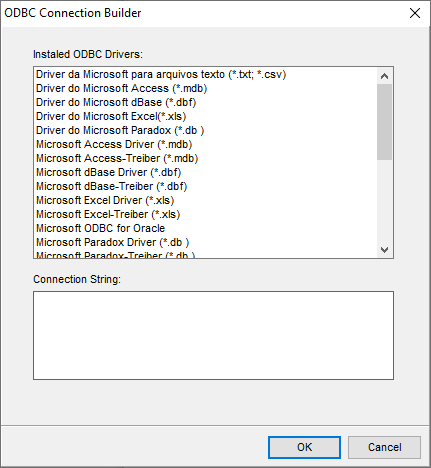 ODBC Connection Builder
Instaled ODBC Drivers:
Driver da Microsoft para arquivos texto (*.txt; *.csv)
Driver do Microsoft Access (*.mdb)
Driver do Microsoft dBase (*.dbf)
Driver do Microsoft Excel(*.xls)
Driver do Microsoft Paradox (*.db )
Microsoft Access Driver (*.mdb)
Microsoft Access-Treiber (*.mdb)
Microsoft dBase Driver (*.dbf)
Microsoft dBase-Treiber (*.dbf)
Microsoft Excel Driver (*.xls)
Microsoft Excel-Treiber (*.xls)
Microsoft ODBC for Oracle
Microsoft Paradox Driver (*.db )
Microsoft Paradox-Treiber (*.db )
Connection String:
OK
Cancel